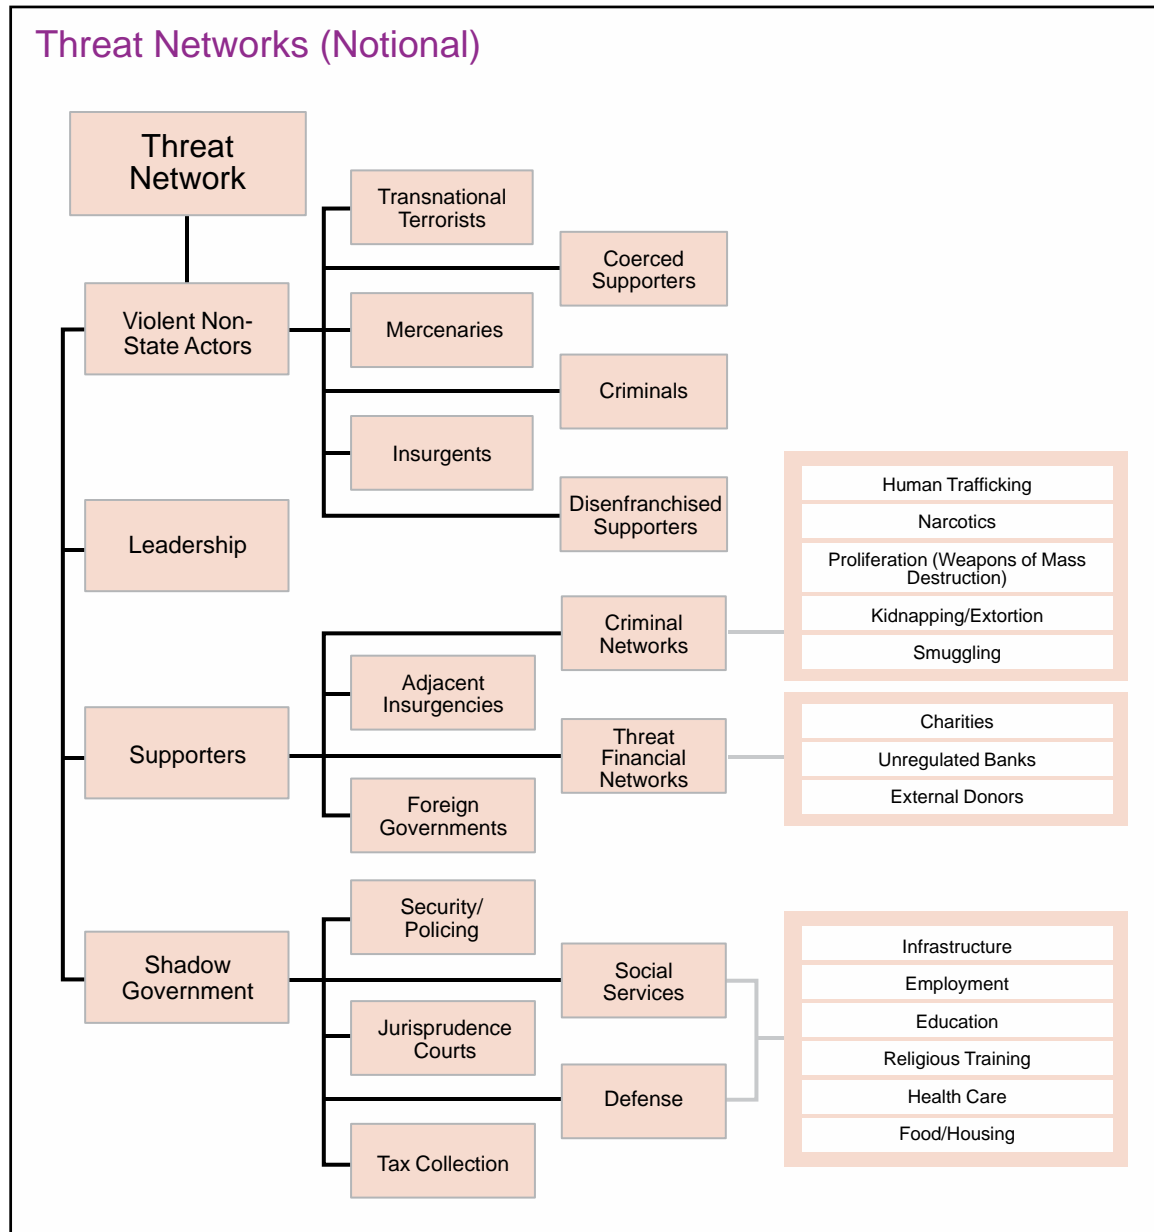 Threat Networks (Notional)
Threat
Network
Transnational
Terrorists
Coerced
Supporters
Violent Non-
State Actors
Mercenaries
Criminals
Insurgents
Disenfranchised
Supporters
Leadership
Human Trafficking
Narcotics
Proliferation (Weapons of Mass
Destruction)
Kidnapping/Extortion
Smuggling
Criminal
Networks
Adjacent
Insurgencies
Supporters
Threat
Financial
Networks
Charities
Unregulated Banks
External Donors
Foreign
Governments
Security/
Policing
Shadow
Government
Social
Services
Jurisprudence
Courts
Defense
Tax Collection
Infrastructure
Employment
Education
Religious Training
Health Care
Food/Housing